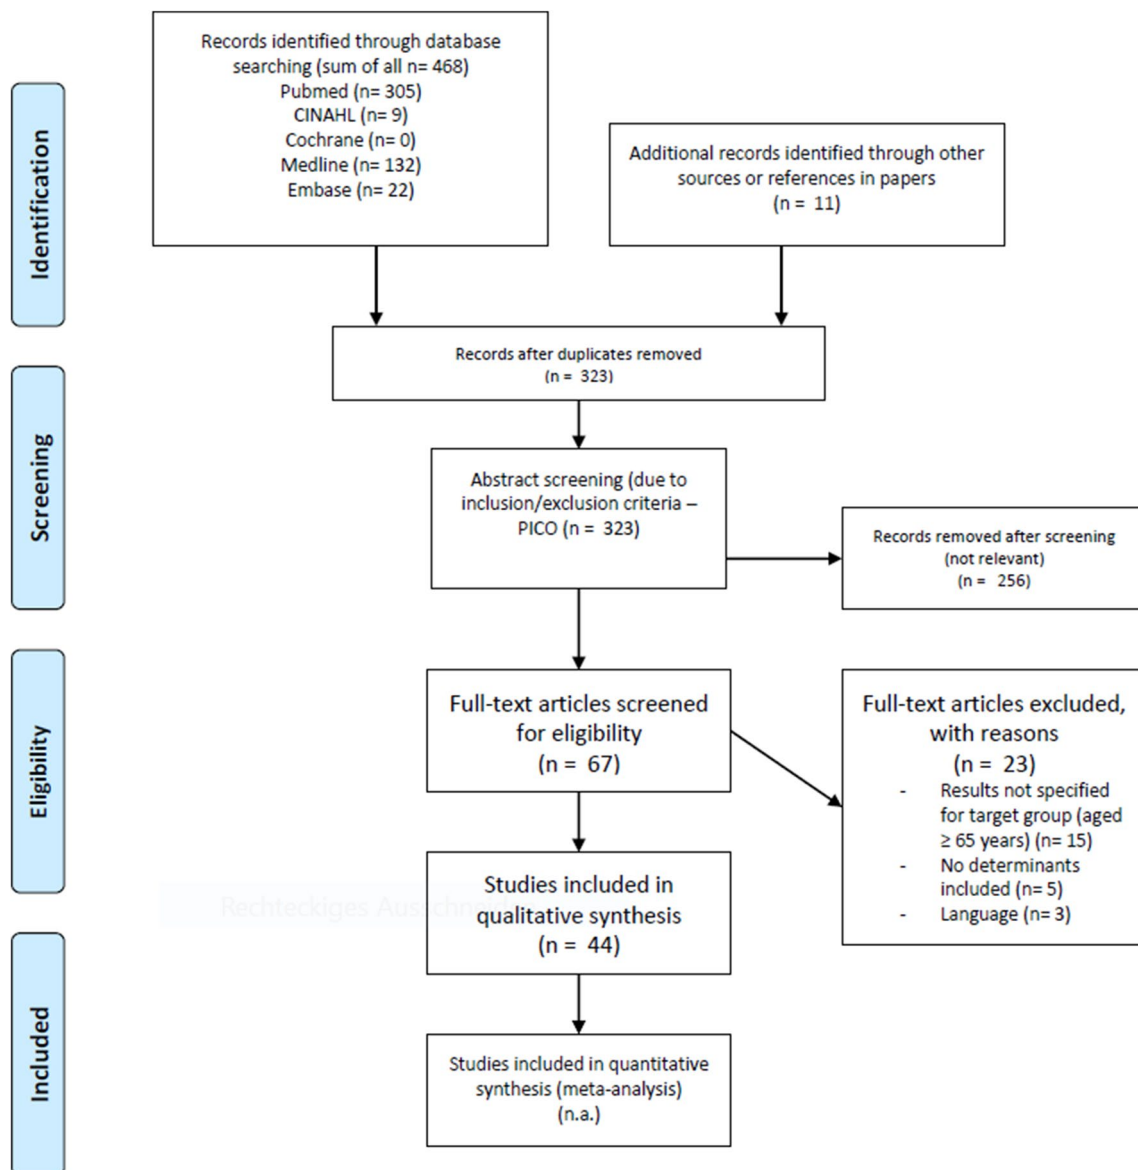 Identification
Records identified through database
searching (sum of all n= 468)
Pubmed (n= 305)
CINAHL (n= 9)
Cochrane (n= 0)
Medline (n= 132)
Embase (n= 22)
Additional records identified through other
sources or references in papers
(n = 11)
Records after duplicates removed
(n = 323)
Screening
Abstract screening (due to
inclusion/exclusion criteria –
PICO (n = 323)
Records removed after screening
(not relevant)
(n = 256)
Eligibility
Full-text articles screened
for eligibility
(n = 67)
Full-text articles excluded,
with reasons
(n = 23)
- Results not specified
for target group (aged
≥ 65 years) (n= 15)
- No determinants
included (n= 5)
- Language (n= 3)
Rechteckiges Ausschneiden
Studies included in
qualitative synthesis
(n = 44)
Included
Studies included in quantitative
synthesis (meta-analysis)
(n.a.)